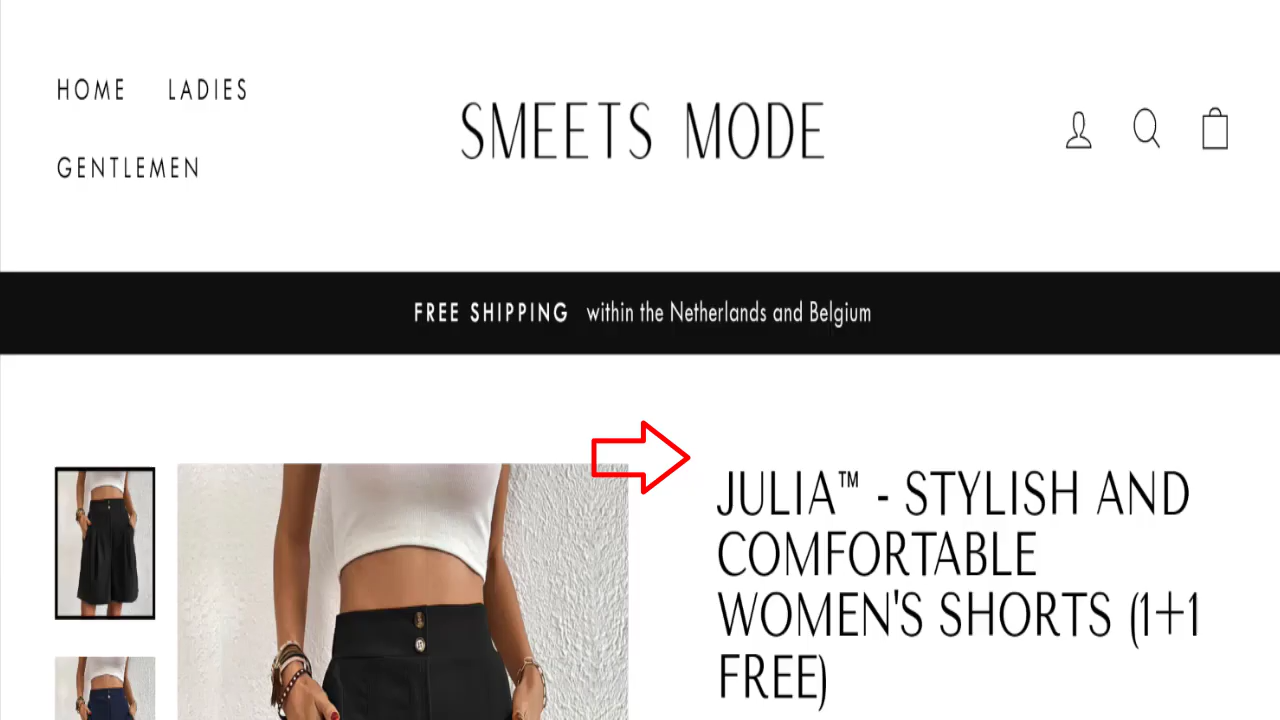 HOME LADIES
GENTLEMEN
SMEETS MODE
FREE SHIPPING within the Netherlands and Belgium
JULIA™ - STYLISH AND
COMFORTABLE
WOMEN'S SHORTS (1+1
FREE)